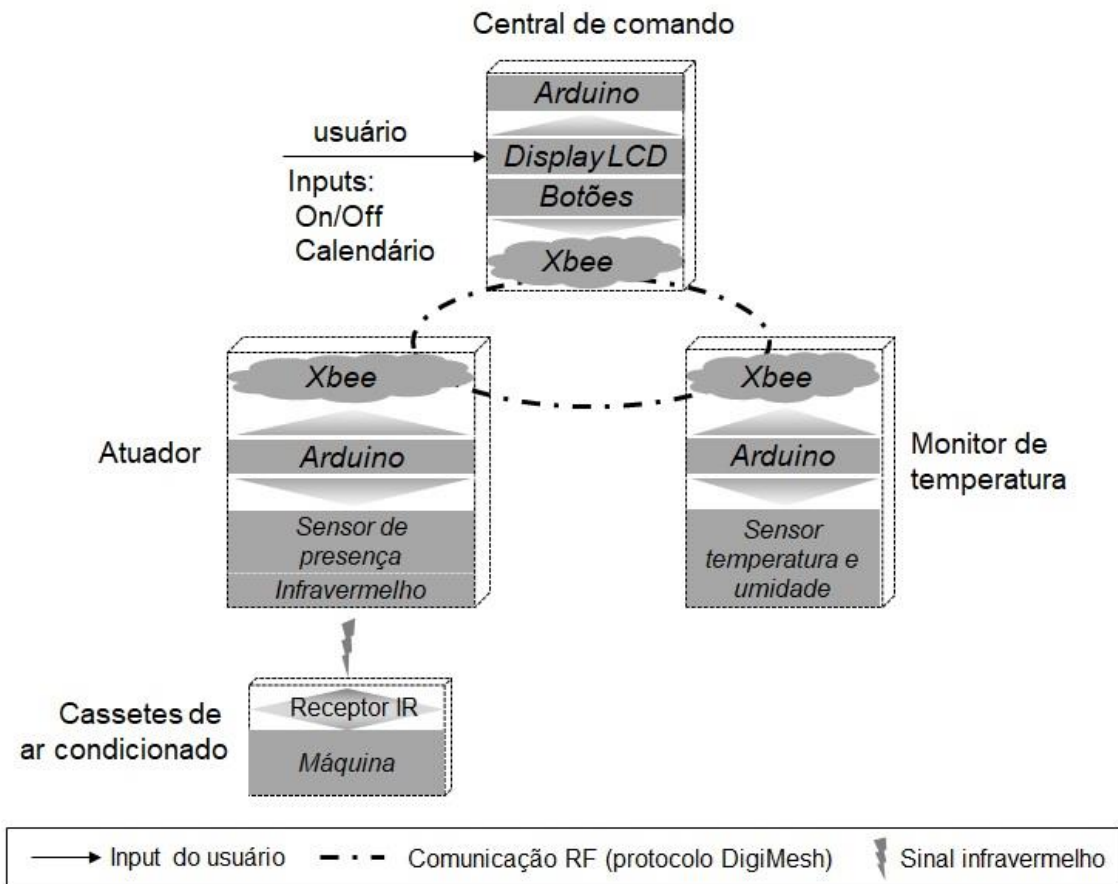 Central de comando
Arduino
usuário
Display LCD
Inputs:
On/Off
Calendário
Botões
Xbee
Xbee
Atuador
Arduino
Sensor de
presença
Infravermelho
Xbee
Arduino
Monitor de
temperatura
Sensor
temperatura e
umidade
Cassetes de
ar condicionado
Receptor IR
Máquina
Input do usuário
Comunicação RF (protocolo DigiMesh)
Sinal infravermelho